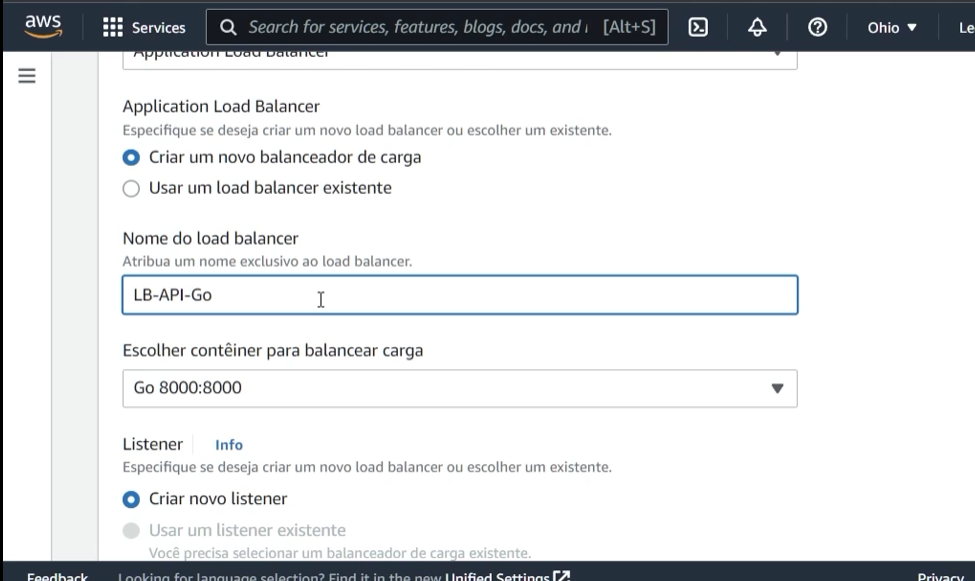 aws
Services
Search for services, features, blogs, docs, and [Alt+S]
Ohio
Application Load Balancer
Application Load Balancer
Especifique se deseja criar um novo load balancer ou escolher um existente.
Criar um novo balanceador de carga
Usar um load balancer existente
Nome do load balancer
Atribua um nome exclusivo ao load balancer.
LB-API-Go
Escolher contêiner para balancear carga
Go 8000:8000
Listener Info
Especifique se deseja criar um novo load balancer ou escolher um existente.
Criar novo listener
Usar um listener existente
Você precisa selecionar um balanceador de carga existente.
Feedback Looking for language selection? Find it in the new Unified Settings Privacy